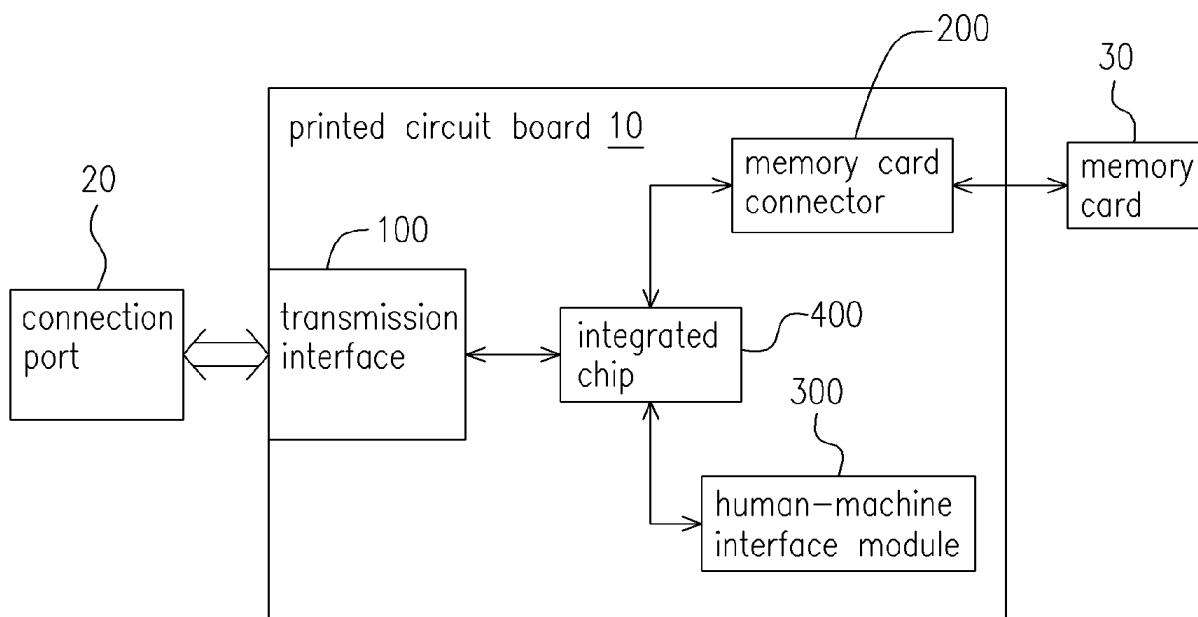 200
30
printed circuit board 10
memory card
connector
memory
card
20
100
connection
port
transmission
interface
integrated
chip
400
300
human-machine
interface module